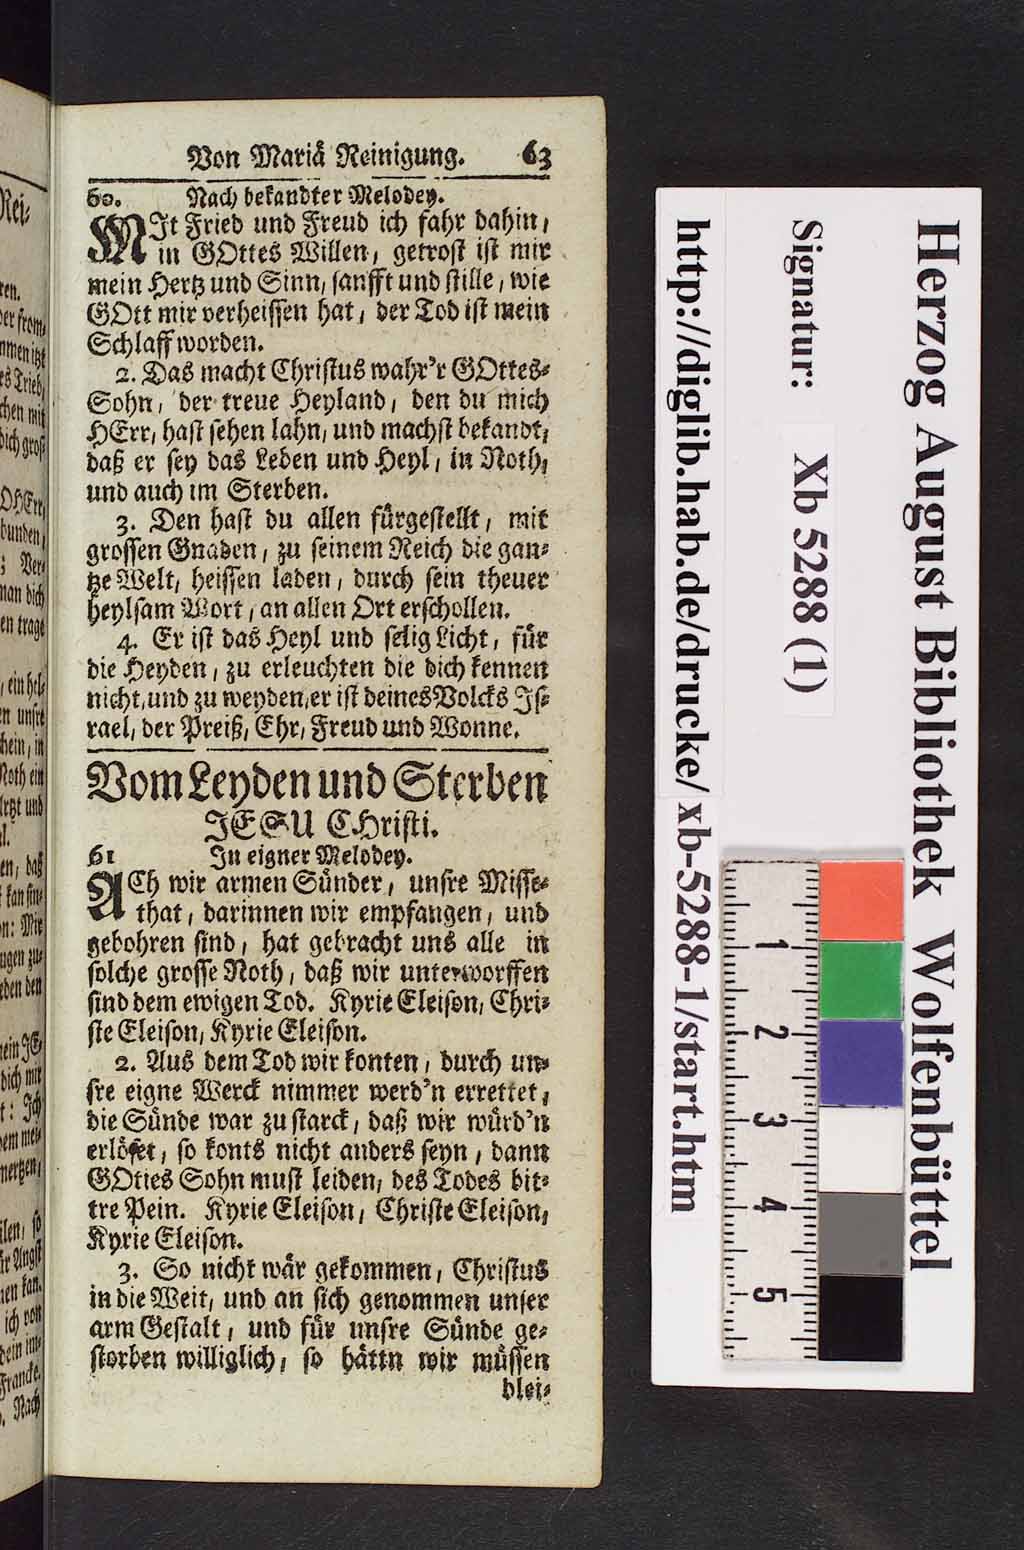 Von Mariä Reinigung. 63
60. Nach bekandter Melodey.
MIt Fried und Freud ich fahr dahin,
in GOttes Willen, getrost ist mir
mein Hertz und Sinn, sanfft und stille, wie
GOtt mir verheissen hat, der Tod ist mein
Schlaff worden.
2. Das macht Christus wahr'r GOttes-
Sohn, der treue Heyland, den du mich
HErr, hast sehen lahn, und machst bekandt,
daß er sey das Leben und Heyl, in Noth,
und auch im Sterben.
3. Den hast du allen fürgestellt, mit
grossen Gnaden, zu seinem Reich die gan-
tze Welt, heissen laden, durch sein theuer
heylsam Wort, an allen Ort erschollen.
4. Er ist das Heyl und selig Licht, für
die Heyden, zu erleuchten die dich kennen
nicht, und zu weyden, er ist deines Volcks Js-
rael, der Preiß, Ehr, Freud und Wonne.
Vom Leyden und Sterben
JESU CHristi.
61 Jn eigner Melodey.
ACh wir armen Sünder, unsre Misse-
that, darinnen wir empfangen, und
gebohren sind, hat gebracht uns alle in
solche grosse Noth, daß wir unterworffen
sind dem ewigen Tod. Kyrie Eleison, Chri-
ste Eleison, Kyrie Eleison.
2. Aus dem Tod wir konten, durch un-
sre eigne Werck nimmer werd'n errettet,
die Sünde war zu starck, daß wir würd'n
erlöset, so konts nicht anders seyn, dann
GOttes Sohn must leiden, des Todes bit-
tre Pein. Kyrie Eleison, Christe Eleison,
Kyrie Eleison.
3. So nicht wär gekommen, Christus
in die Welt, und an sich genommen unser
arm Gestalt, und für unsre Sünde ge-
storben williglich, so hättn wir müssen
blei-
Herzog August Bibliothek Wolfenbüttel
Signatur: Xb 5288 (1)
http://diglib.hab.de/drucke/ xb-5288-1/start.htm
1
2
3
4
5